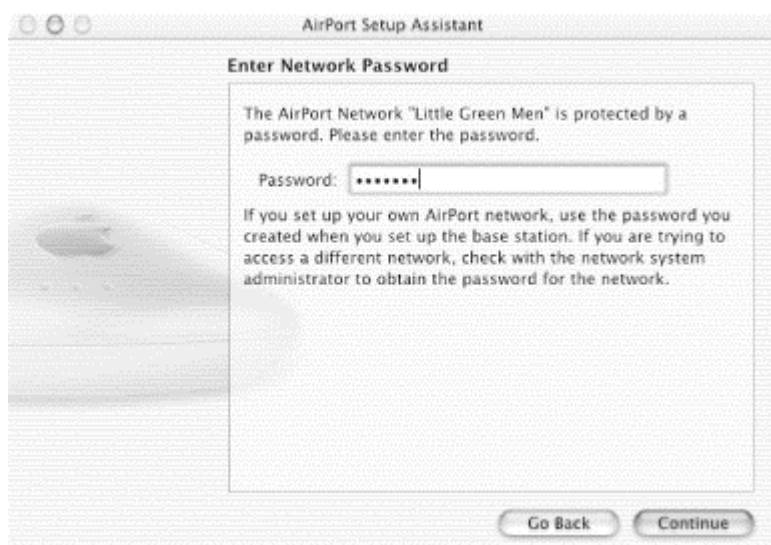 AirPort Setup Assistant
Enter Network Password
The AirPort Network "Little Green Men" is protected by a
password. Please enter the password.
Password: •••••••
If you set up your own AirPort network, use the password you
created when you set up the base station. If you are trying to
access a different network, check with the network system
administrator to obtain the password for the network.
Go Back Continue